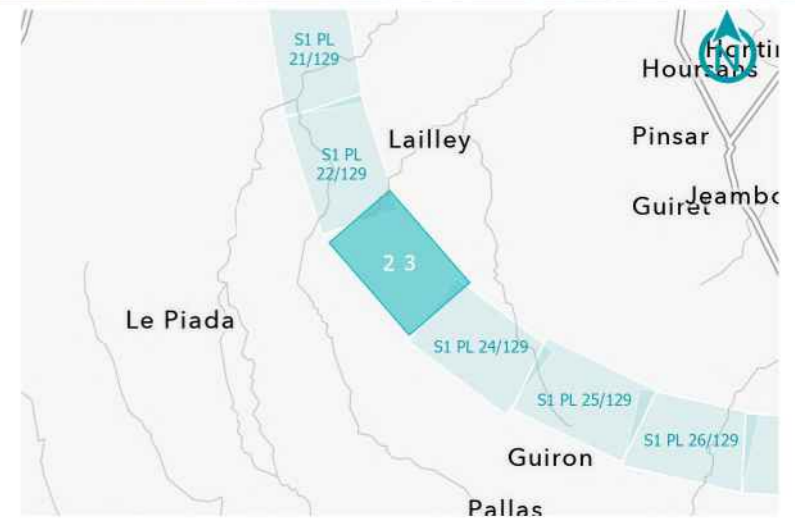 S1 PL
21/129
Houršans
N
Lailley
Pinsar
S1 PL
22/129
Guiret
2 3
Le Piada
S1 PL 24/129
S1 PL 25/129
S1 PL 26/129
Guiron
Pallas